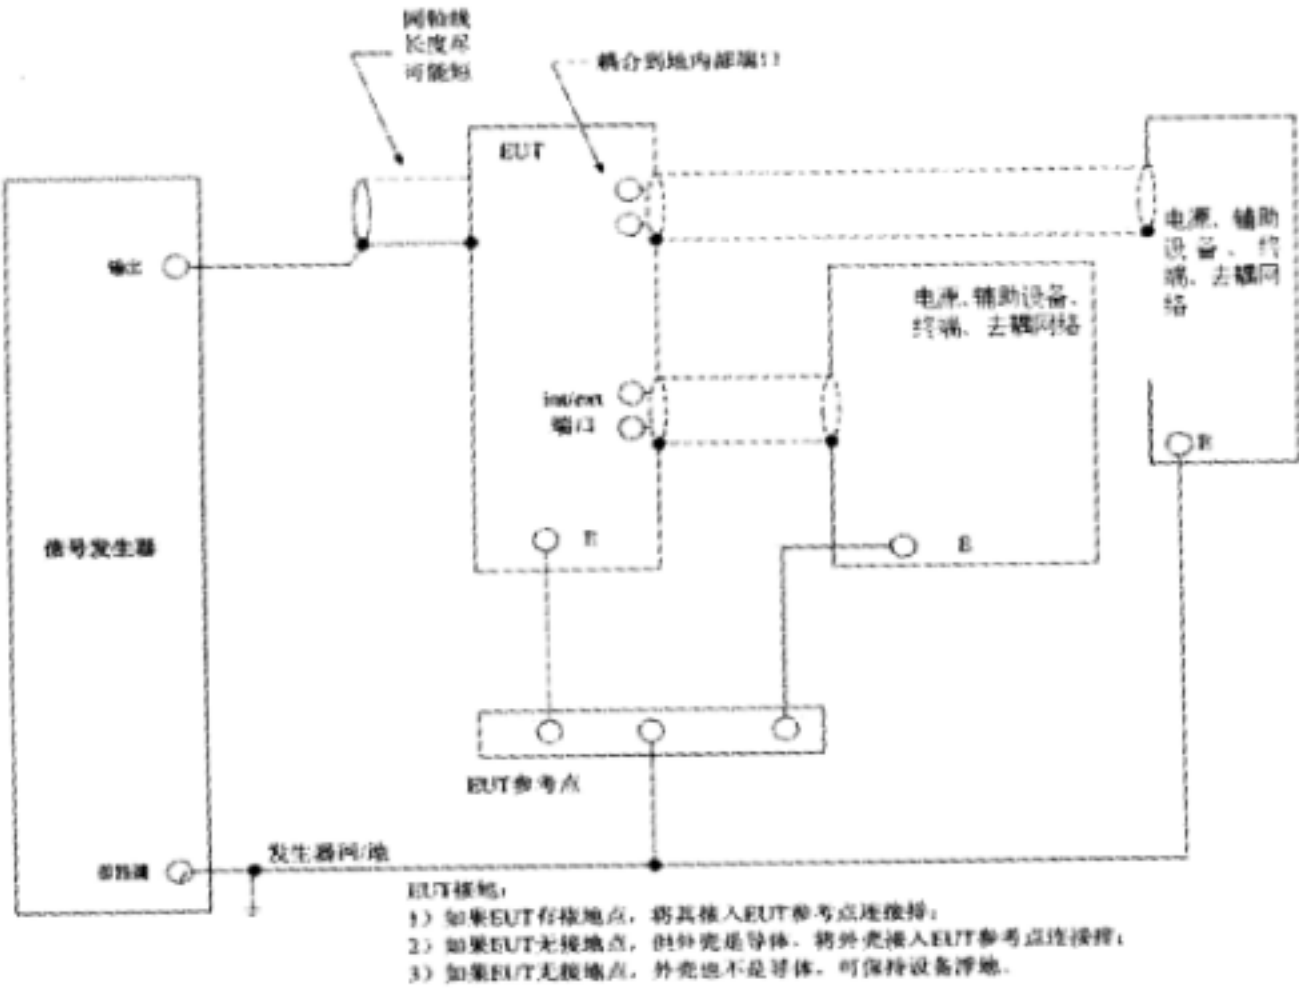 同轴线
长度尽
可能短
耦合到地内部端口
EUT
输出
电源、辅助
设备、终
端、去耦网
络
电源、辅助设备、
终端、去耦网络
int/ext
端口
E
信号发生器
E
E
EUT参考点
发生器回/地
EUT接地:
1) 如果EUT有接地点，将其接入EUT参考点连接排;
2) 如果EUT无接地点，但外壳是导体，将外壳接入EUT参考点连接排;
3) 如果EUT无接地点，外壳也不是导体，可保持设备浮地.